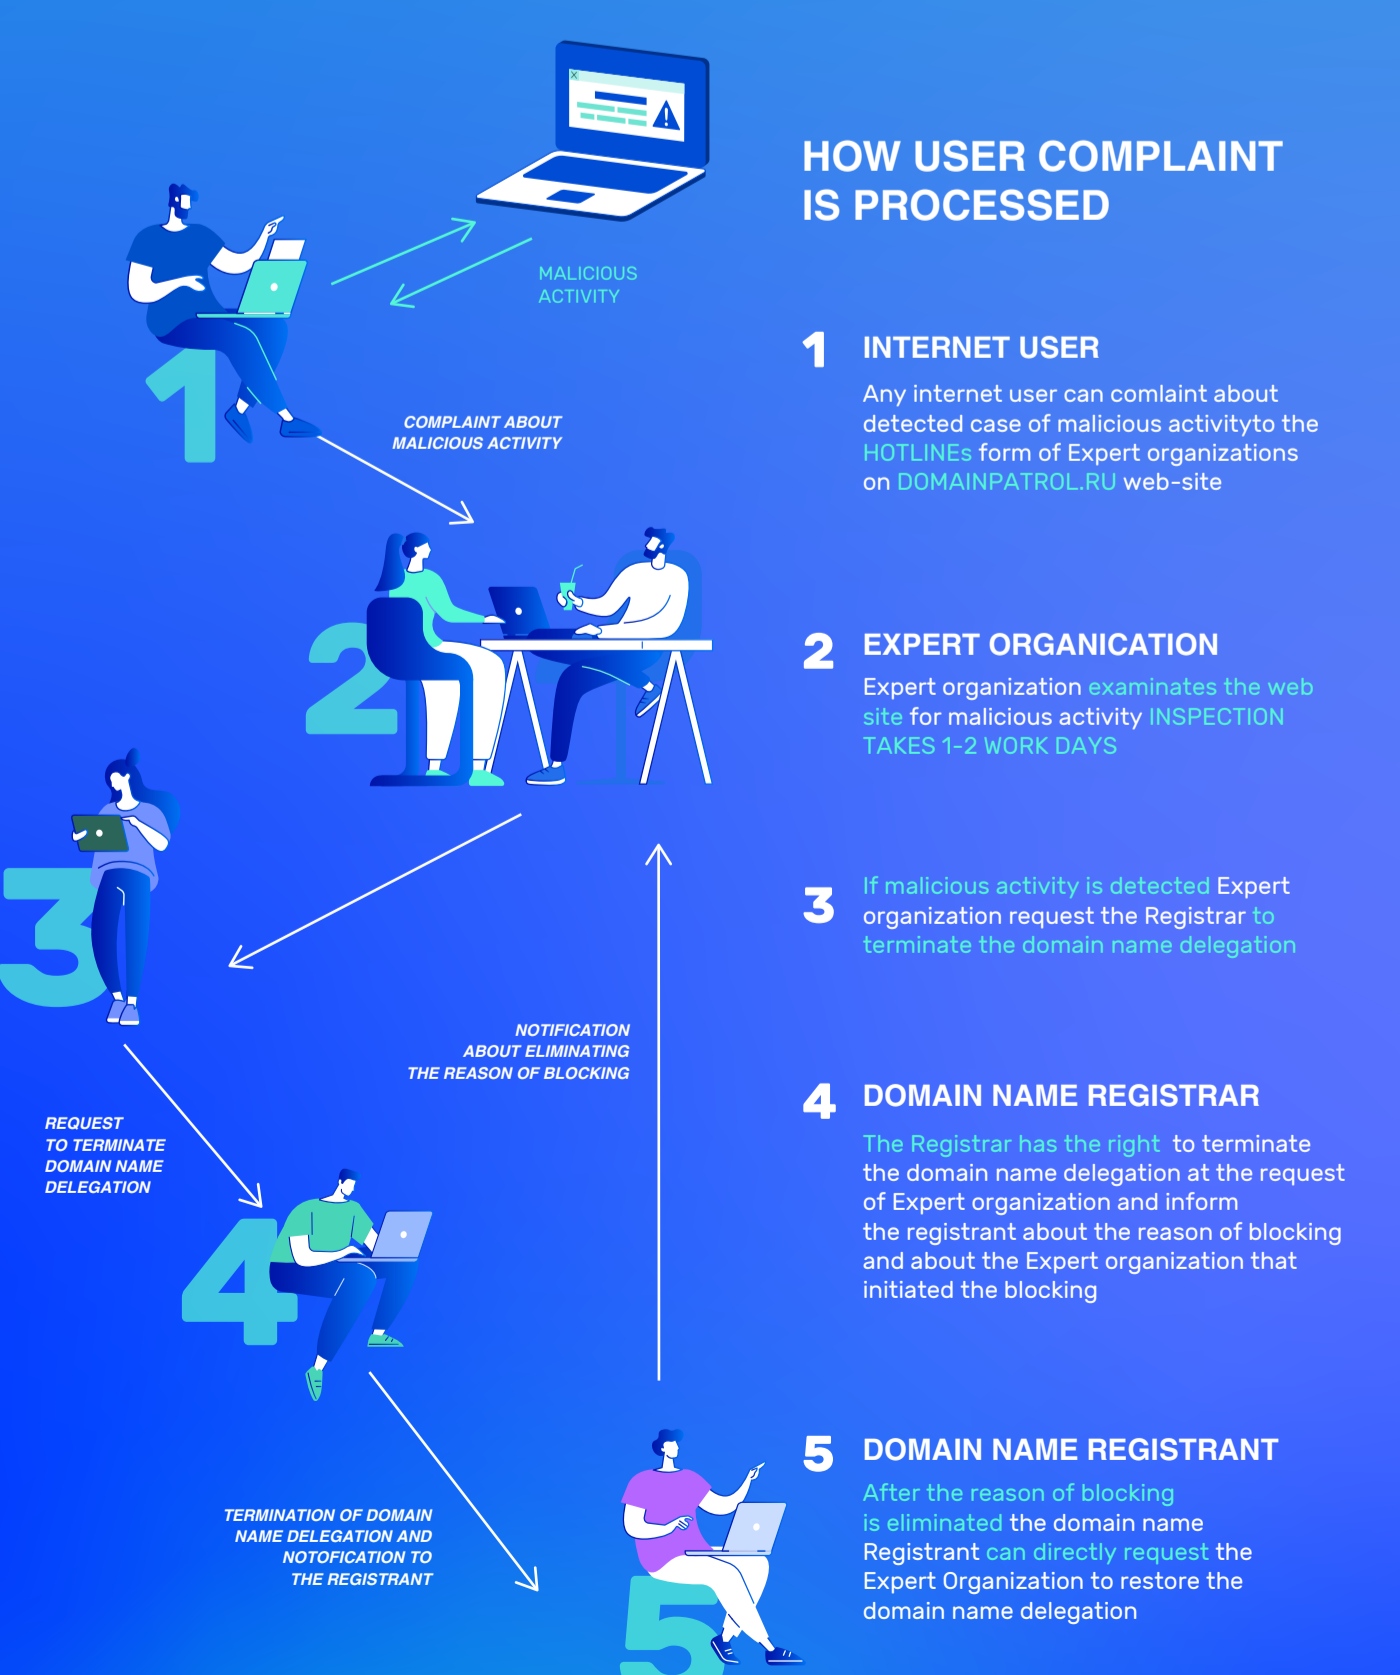 HOW USER COMPLAINT
IS PROCESSED
MALICIOUS
ACTIVITY
1
1 INTERNET USER
Any internet user can comlaint about
detected case of malicious activityto the
HOTLINEs form of Expert organizations
on DOMAINPATROL.RU web-site
COMPLAINT ABOUT
MALICIOUS ACTIVITY
2
2 EXPERT ORGANICATION
Expert organization examinates the web
site for malicious activity INSPECTION
TAKES 1-2 WORK DAYS
3
3 If malicious activity is detected Expert
organization request the Registrar to
terminate the domain name delegation
NOTIFICATION
ABOUT ELIMINATING
THE REASON OF BLOCKING
REQUEST
TO TERMINATE
DOMAIN NAME
DELEGATION
4
4 DOMAIN NAME REGISTRAR
The Registrar has the right to terminate
the domain name delegation at the request
of Expert organization and inform
the registrant about the reason of blocking
and about the Expert organization that
initiated the blocking
TERMINATION OF DOMAIN
NAME DELEGATION AND
NOTOFICATION TO
THE REGISTRANT
5
5 DOMAIN NAME REGISTRANT
After the reason of blocking
is eliminated the domain name
Registrant can directly request the
Expert Organization to restore the
domain name delegation